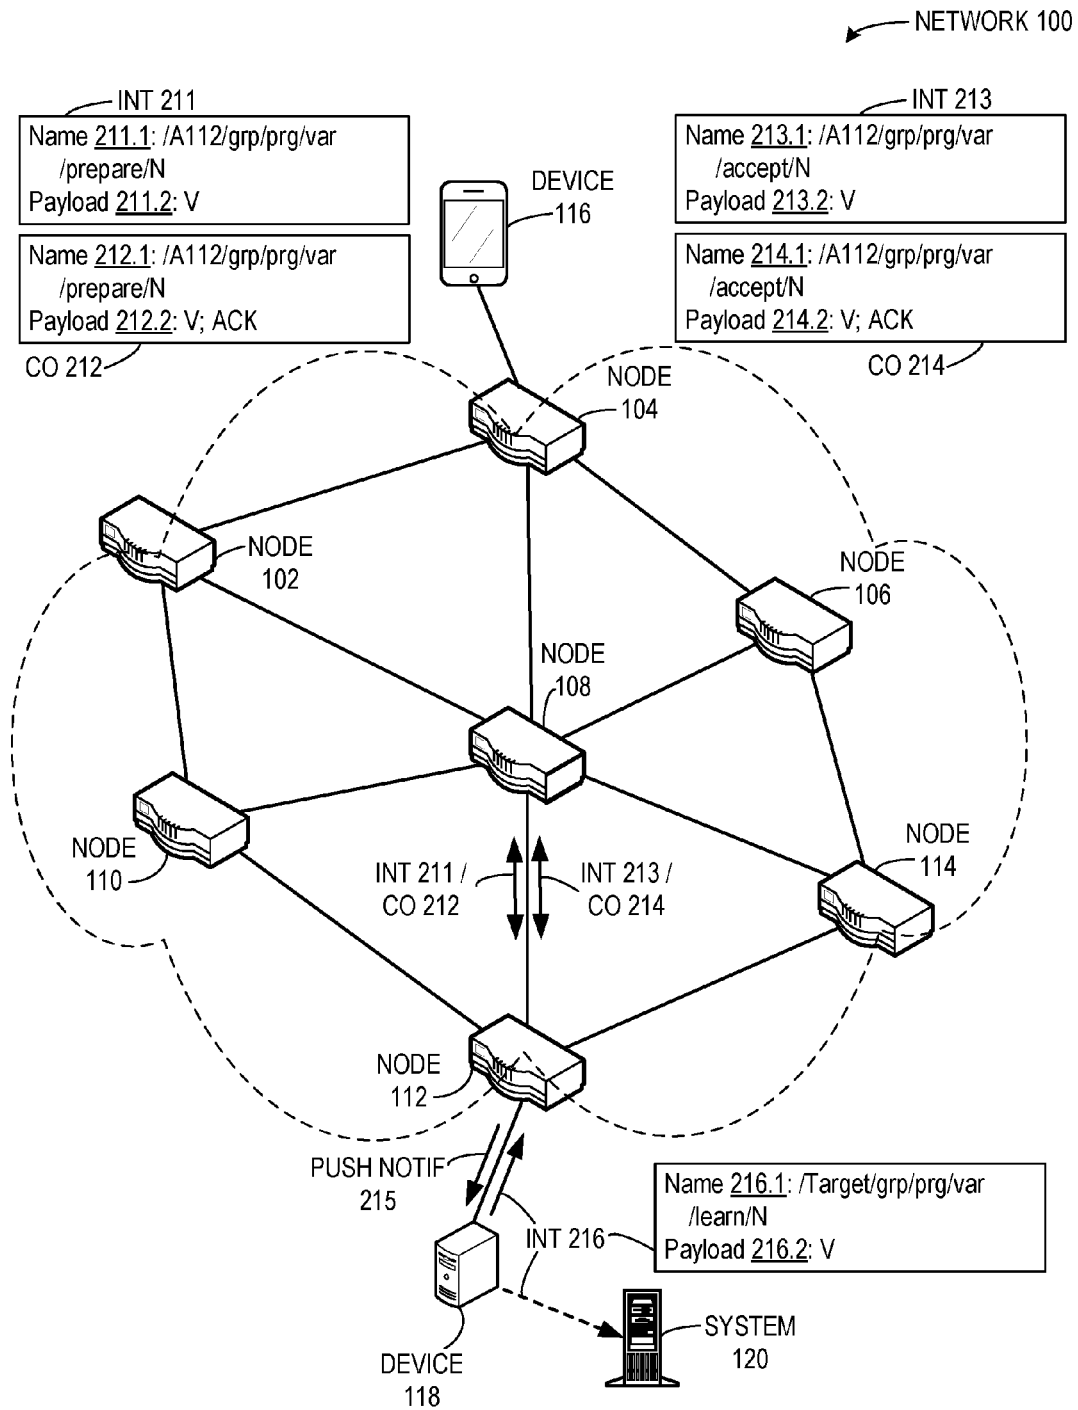 NETWORK 100
INT 211
Name 211.1: /A112/grp/prg/var
/prepare/N
Payload 211.2: V
Name 212.1: /A112/grp/prg/var
/prepare/N
Payload 212.2: V; ACK
CO 212
INT 213
Name 213.1: /A112/grp/prg/var
/accept/N
Payload 213.2: V
Name 214.1: /A112/grp/prg/var
/accept/N
Payload 214.2: V; ACK
CO 214
DEVICE
116
NODE
104
NODE
102
NODE
106
NODE
108
NODE
110
NODE
114
INT 211 /
CO 212
INT 213 /
CO 214
NODE
112
PUSH NOTIF
215
INT 216
Name 216.1: /Target/grp/prg/var
/learn/N
Payload 216.2: V
DEVICE
118
SYSTEM
120